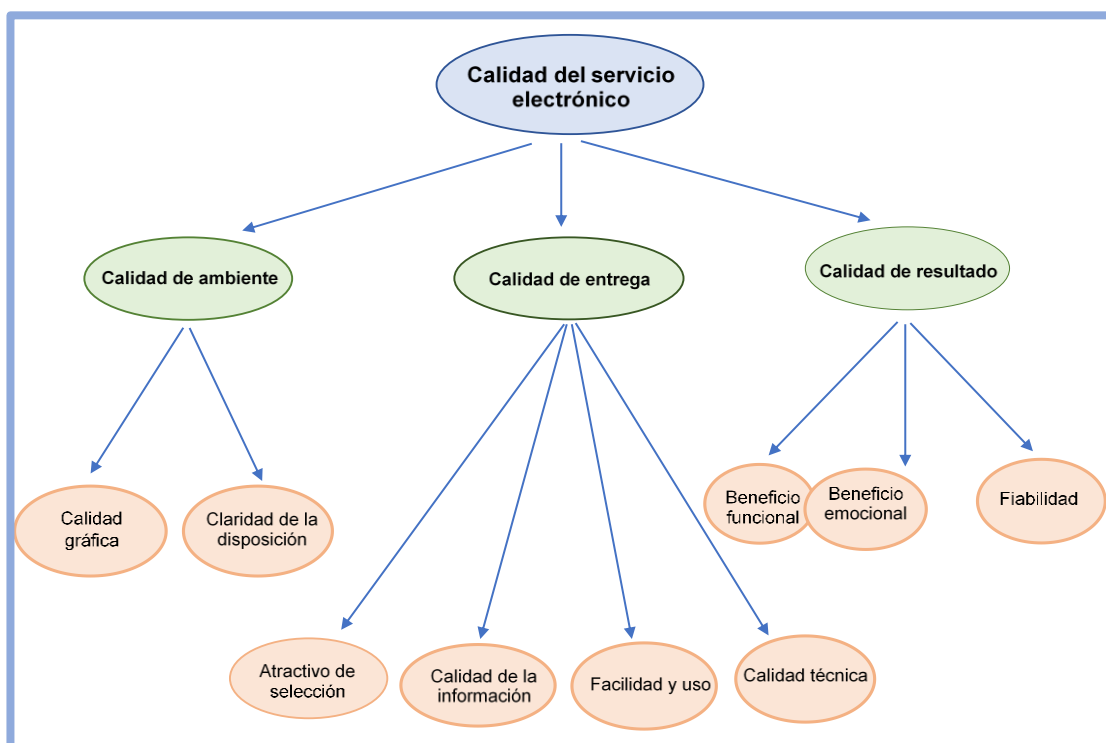 Calidad del servicio
electrónico
Calidad de ambiente
Calidad de entrega
Calidad de resultado
Calidad
gráfica
Claridad de la
disposición
Beneficio
funcional
Beneficio
emocional
Fiabilidad
Atractivo de
selección
Calidad de la
información
Facilidad y uso
Calidad técnica